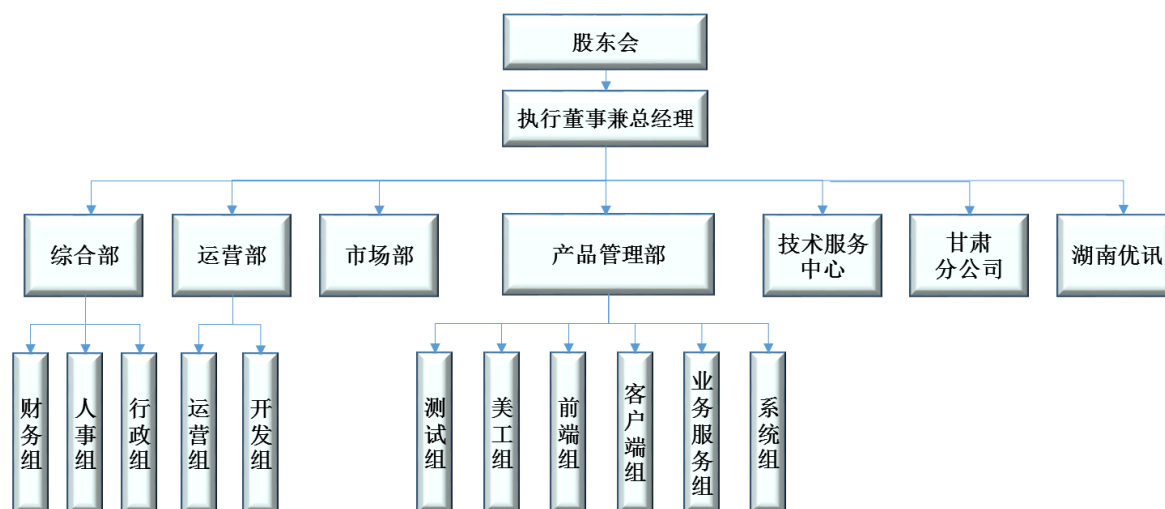 股东会
执行董事兼总经理
综合部
运营部
市场部
产品管理部
技术服务
中心
甘肃
分公司
湖南优讯
财务组
人事组
行政组
运营组
开发组
测试组
美工组
前端组
客户端组
业务服务组
系统组